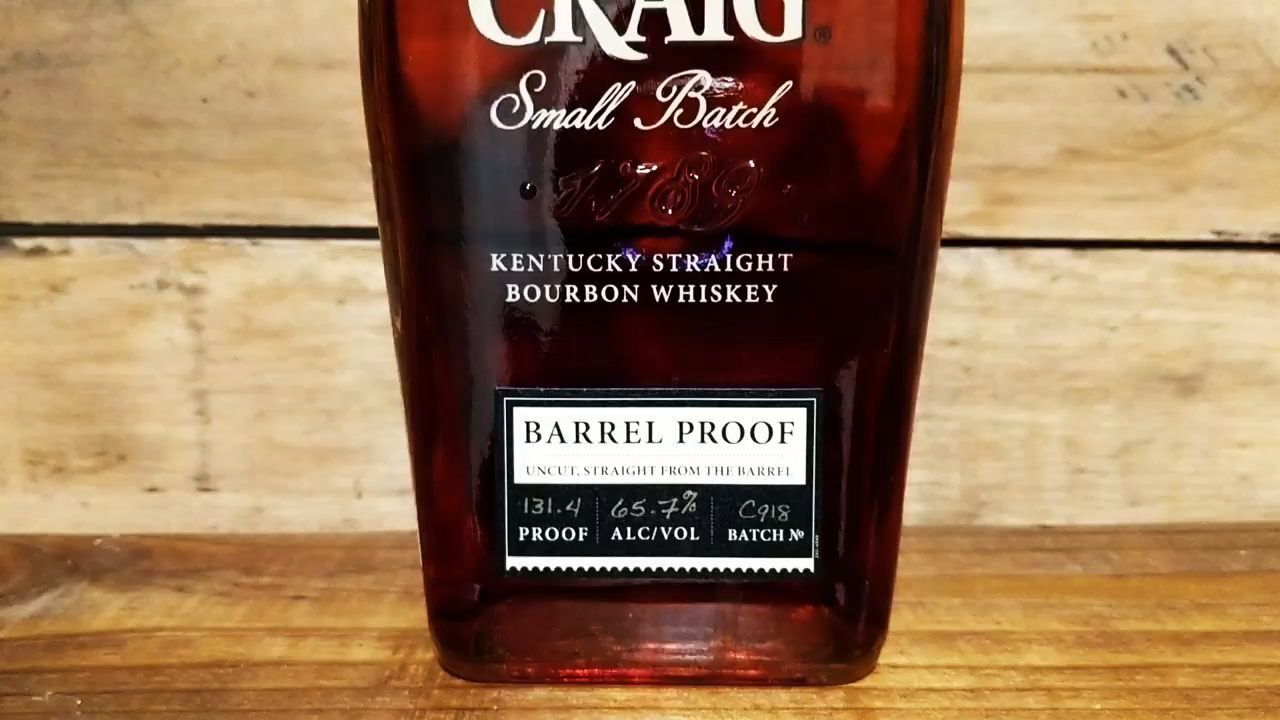 CRAIG®
Small Batch
· 1789 ·
KENTUCKY STRAIGHT
BOURBON WHISKEY
BARREL PROOF
UNCUT, STRAIGHT FROM THE BARREL
131.4 65.7% C918
PROOF ALC/VOL BATCH №